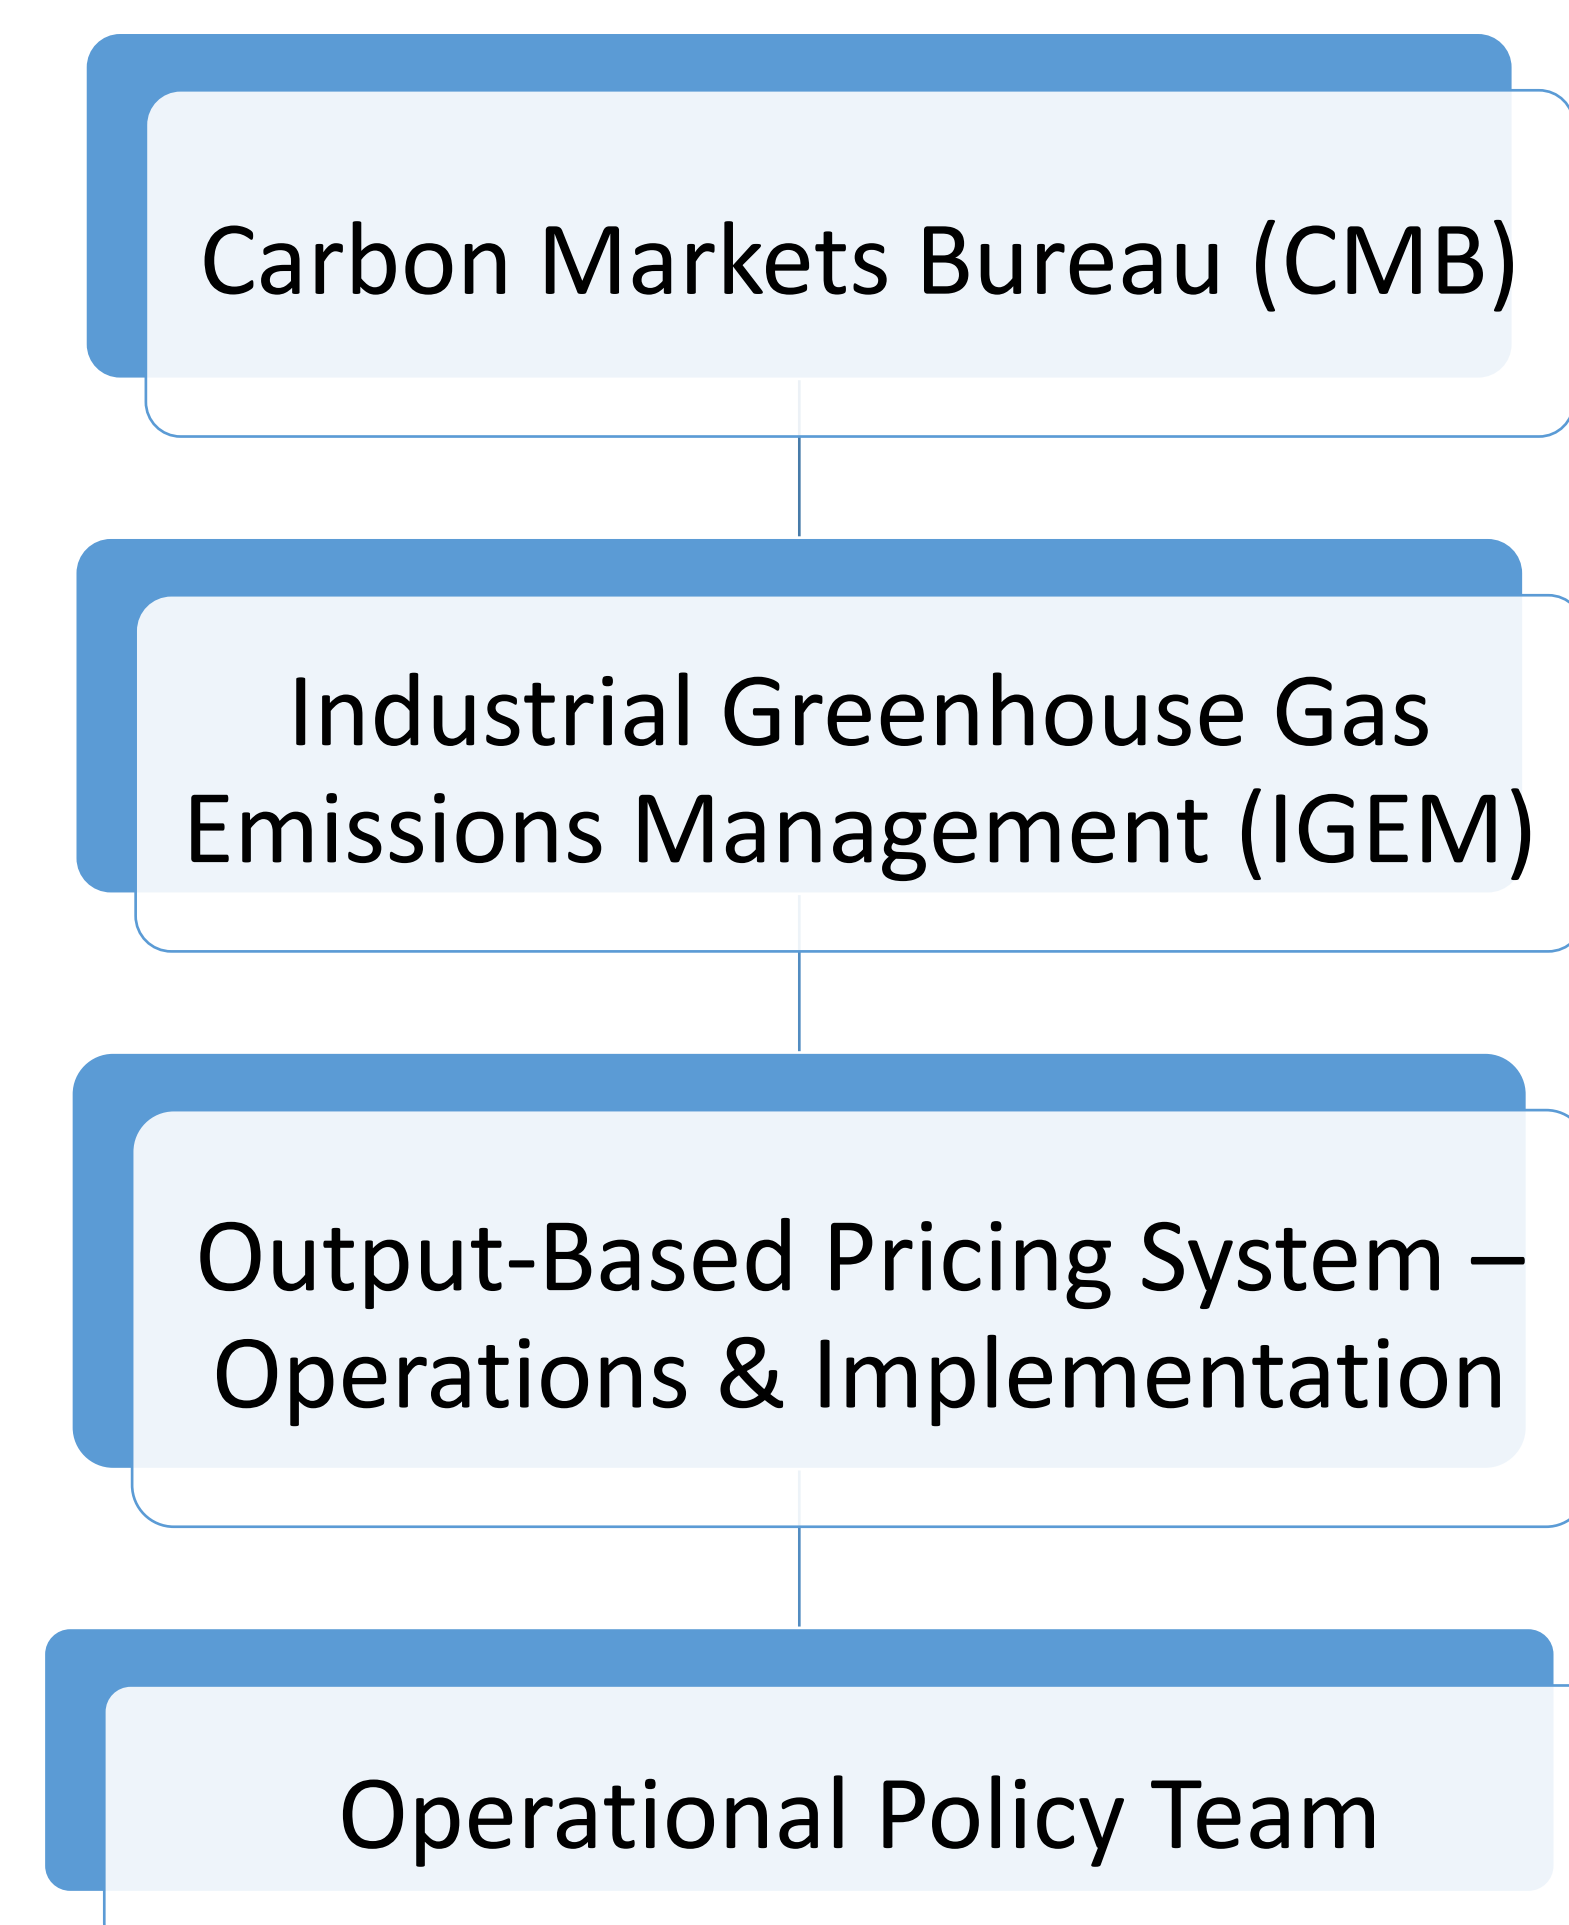 Carbon Markets Bureau (CMB)
Industrial Greenhouse Gas
Emissions Management (IGEM)
Output-Based Pricing System –
Operations & Implementation
Operational Policy Team